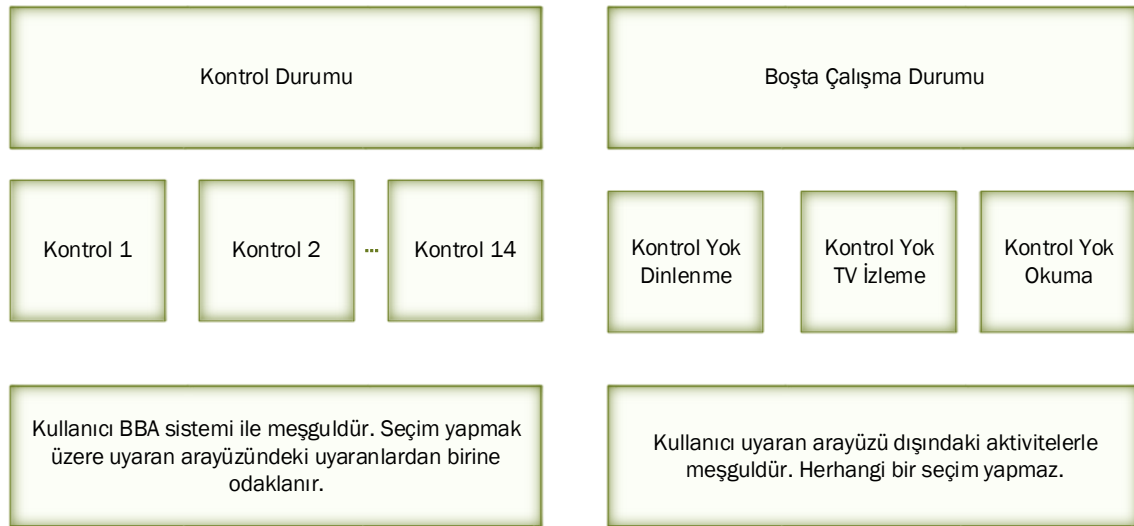 Kontrol Durumu
Boşta Çalışma Durumu
Kontrol 1
Kontrol 2
...
Kontrol 14
Kontrol Yok
Dinlenme
Kontrol Yok
TV İzleme
Kontrol Yok
Okuma
Kullanıcı BBA sistemi ile meşguldür. Seçim yapmak
üzere uyaran arayüzündeki uyaranlardan birine
odaklanır.
Kullanıcı uyaran arayüzü dışındaki aktivitelerle
meşguldür. Herhangi bir seçim yapmaz.